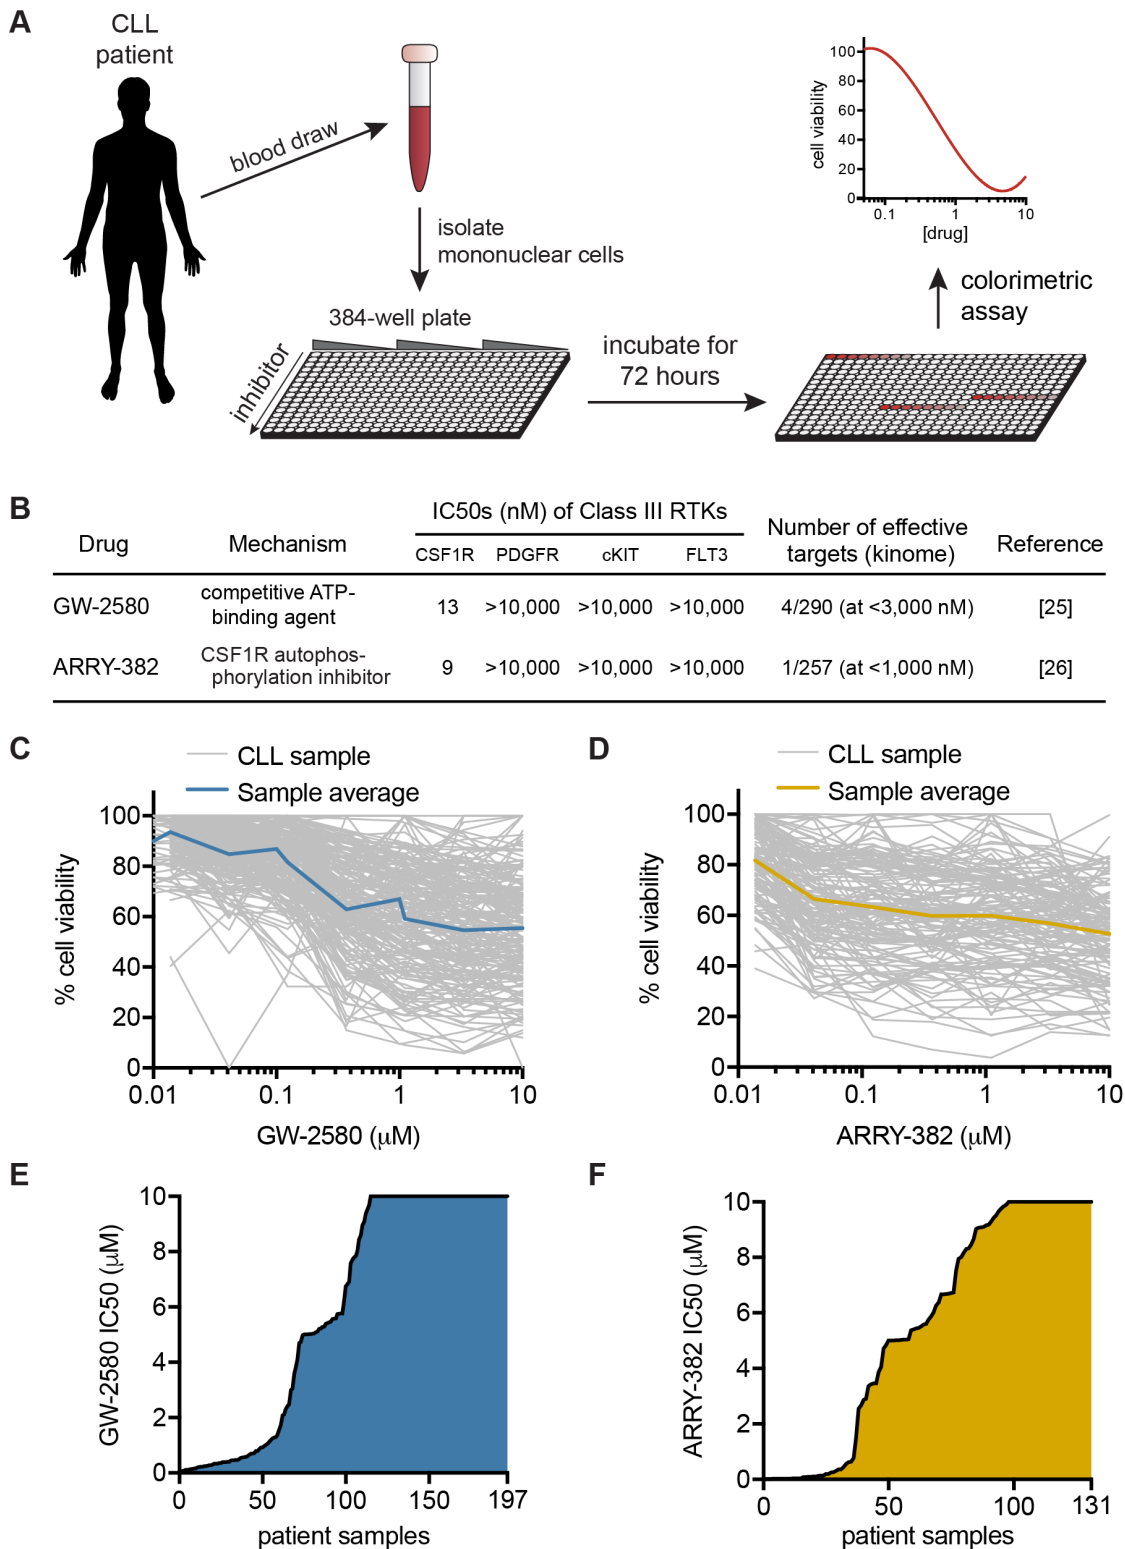 A
CLL
patient
blood draw
isolate
mononuclear cells
384-well plate
inhibitor
incubate for
72 hours
colorimetric
assay
cell viability
100
80
60
40
20
0
0.1
1
10
[drug]
B
IC50s (nM) of Class III RTKs
Number of effective
targets (kinome)
Drug
Mechanism
CSF1R
PDGFR
cKIT
FLT3
Reference
GW-2580
competitive ATP-
binding agent
13
>10,000
>10,000
>10,000
4/290 (at <3,000 nM)
[25]
ARRY-382
CSF1R autophos-
phorylation inhibitor
9
>10,000
>10,000
>10,000
1/257 (at <1,000 nM)
[26]
C
CLL sample
Sample average
% cell viability
100
80
60
40
20
0
0.01
0.1
1
10
GW-2580 (μM)
D
CLL sample
Sample average
% cell viability
100
80
60
40
20
0
0.01
0.1
1
10
ARRY-382 (μM)
E
GW-2580 IC50 (μM)
10
8
6
4
2
0
0
50
100
150
197
patient samples
F
ARRY-382 IC50 (μM)
10
8
6
4
2
0
0
50
100
131
patient samples